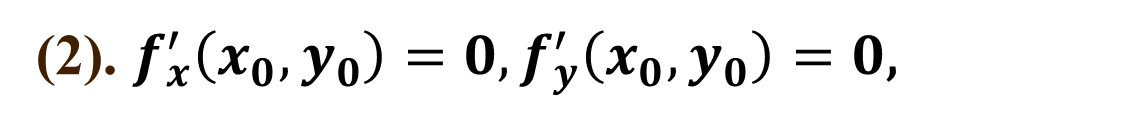 (2). f′ₓ(x₀, y₀) = 0, f′ᵧ(x₀, y₀) = 0,